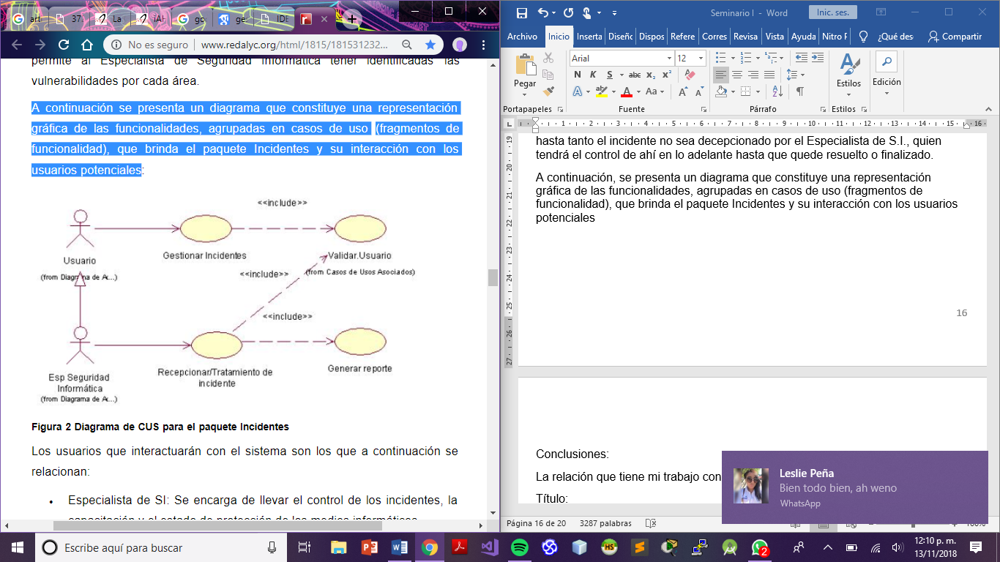 art
37
La
iAH
go
ge
IDE
No es seguro
www.redalyc.org/html/1815/181531232...
permite al Especialista de Seguridad Informática tener identificadas las
vulnerabilidades por cada área.
A continuación se presenta un diagrama que constituye una representación
gráfica de las funcionalidades, agrupadas en casos de uso (fragmentos de
funcionalidad), que brinda el paquete Incidentes y su interacción con los
usuarios potenciales:
<<include>>
Usuario
Gestionar Incidentes
Validar.Usuario
(from Diagrama de Ac...)
<<include>>
(from Casos de Usos Asociados)
<<include>>
Esp Seguridad
Informática
(from Diagrama de Ac...)
Recepcionar/Tratamiento de
incidente
Generar reporte
Figura 2 Diagrama de CUS para el paquete Incidentes
Los usuarios que interactuarán con el sistema son los que a continuación se
relacionan:
• Especialista de SI: Se encarga de llevar el control de los incidentes, la
capacitación y el estado de protección de los medios informáticos
Seminario I - Word
Inic. ses.
Archivo Inicio Inserta Diseño Dispos Refere Corres Revisa Vista Ayuda Nitro P ¿Qué des Compartir
Arial 12
Pegar
N K S abc x₂ x²
A ab A Aa A A
Estilos
Edición
Portapapeles Fuente Párrafo Estilos
1 2 3 4 5 6 7 8 9 10 11 12 13 14 15 16
19
20
21
22
23
24
25
26
27
hasta tanto el incidente no sea decepcionado por el Especialista de S.I., quien
tendrá el control de ahí en lo adelante hasta que quede resuelto o finalizado.
A continuación, se presenta un diagrama que constituye una representación
gráfica de las funcionalidades, agrupadas en casos de uso (fragmentos de
funcionalidad), que brinda el paquete Incidentes y su interacción con los usuarios
potenciales
16
Conclusiones:
La relación que tiene mi trabajo con
Título:
Leslie Peña
Bien todo bien, ah weno
WhatsApp
Página 16 de 20 3287 palabras
100%
Escribe aquí para buscar
HS
2
12:10 p. m.
13/11/2018